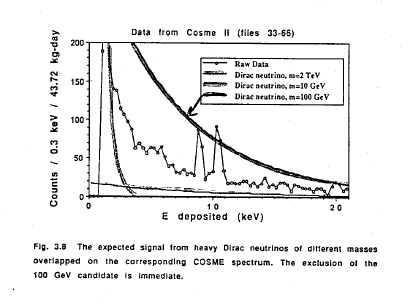 Data from Cosme II (files 33-66)
200
150
100
50
0
Counts / 0.3 keV / 43.72 kg-day
Raw Data
Dirac neutrino, m=2 TeV
Dirac neutrino, m=10 GeV
Dirac neutrino, m=100 GeV
0 10 20
E deposited (keV)
Fig. 3.8 The expected signal from heavy Dirac neutrinos of different masses
overlapped on the corresponding COSME spectrum. The exclusion of the
100 GeV candidate is immediate.